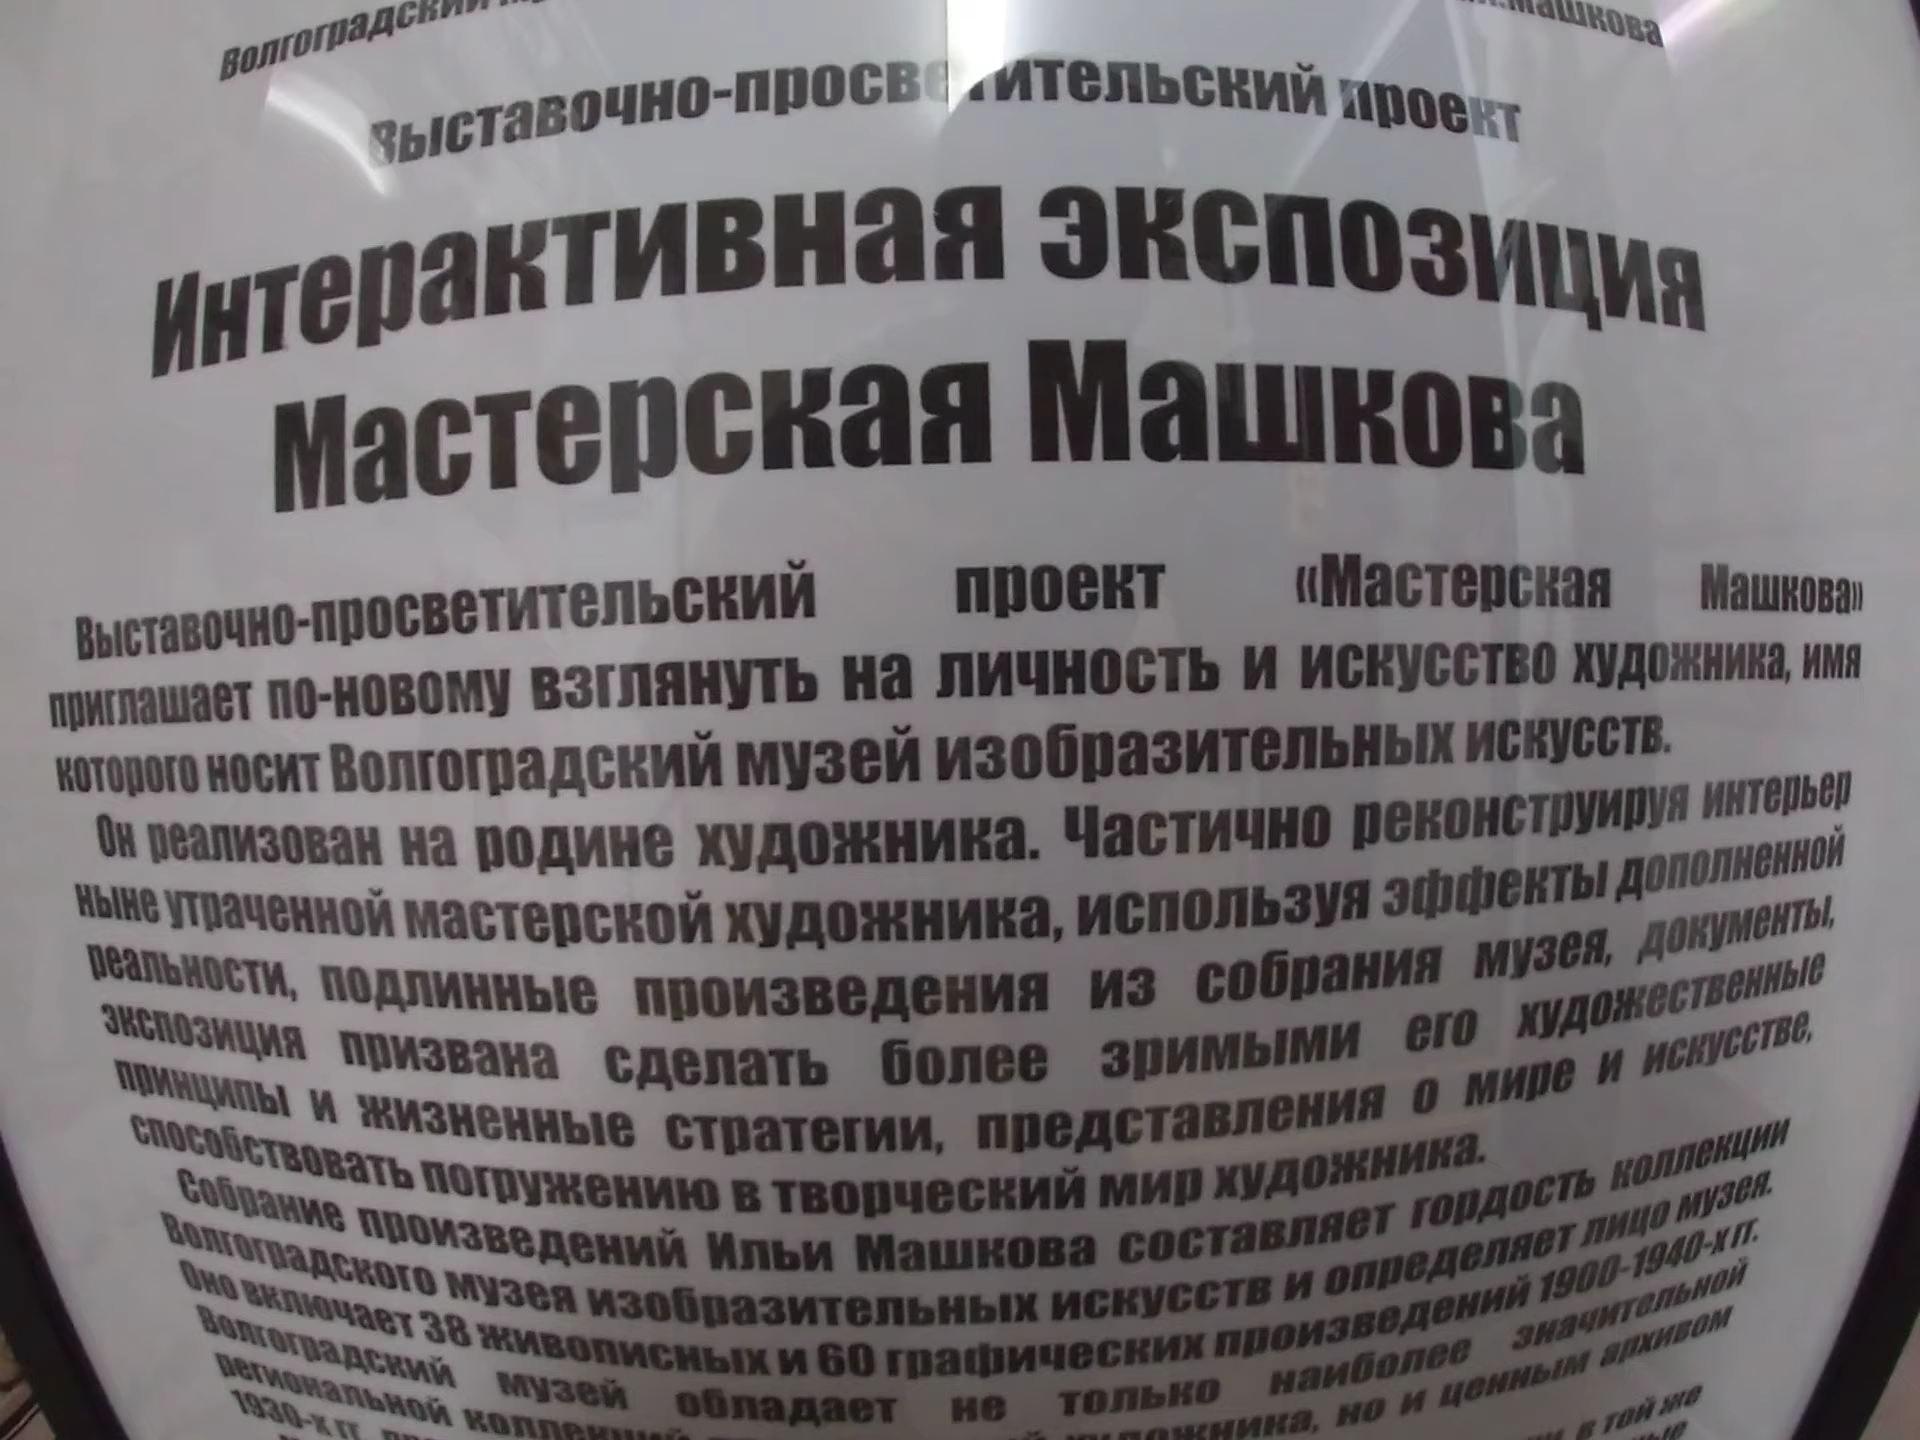 Волгоградский
Машкова
Выставочно-просветительский проект
Интерактивная экспозиция
Мастерская Машкова
Выставочно-просветительский проект «Мастерская Машкова»
приглашает по-новому взглянуть на личность и искусство художника, имя
которого носит Волгоградский музей изобразительных искусств.
Он реализован на родине художника. Частично реконструируя интерьер
ныне утраченной мастерской художника, используя эффекты дополненной
реальности, подлинные произведения из собрания музея, документы,
экспозиция призвана сделать более зримыми его художественные
принципы и жизненные стратегии, представления о мире и искусстве,
способствовать погружению в творческий мир художника.
Собрание произведений Ильи Машкова составляет гордость коллекции
Волгоградского музея изобразительных искусств и определяет лицо музея.
Оно включает 38 живописных и 60 графических произведений 1900-1940-х гг.
Волгоградский музей обладает не только наиболее значительной
региональной коллекцией художника, но и ценным архивом
1930-х гг. в той же